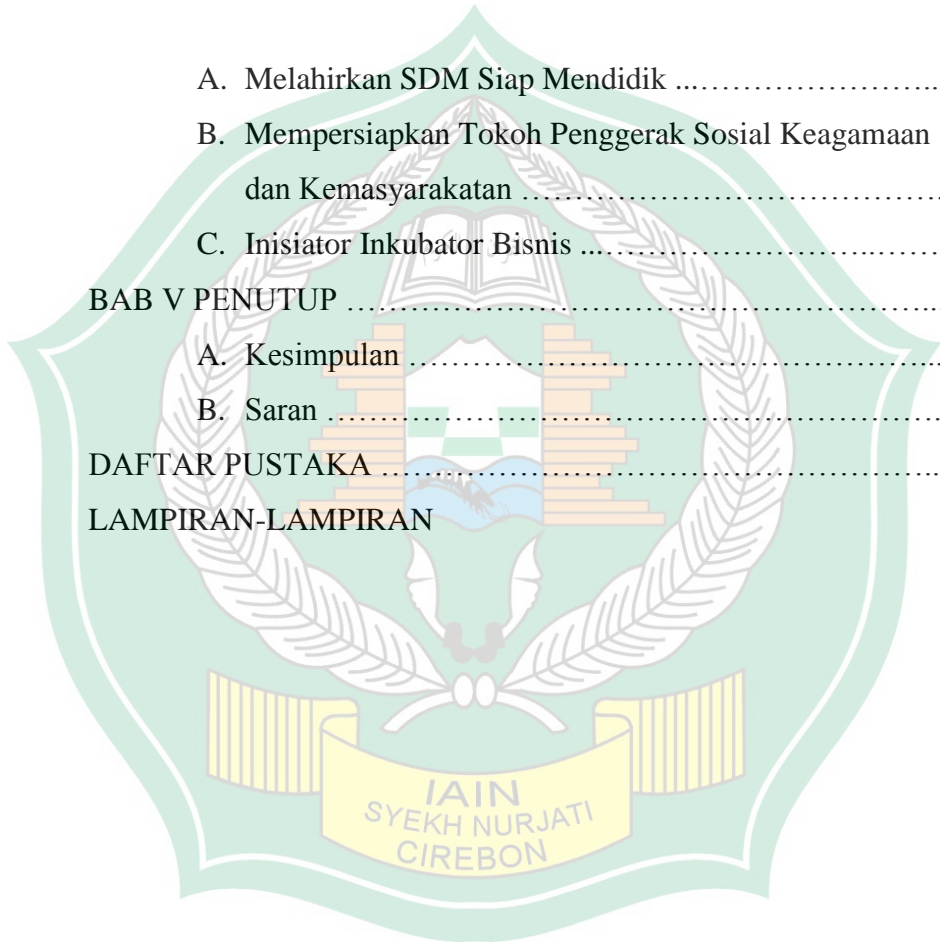 A. Melahirkan SDM Siap Mendidik ...…………………..
B. Mempersiapkan Tokoh Penggerak Sosial Keagamaan
dan Kemasyarakatan ……………………………………….
C. Inisiator Inkubator Bisnis ...……………………….……
BAB V PENUTUP …………………………………………………..
A. Kesimpulan ………………………………………………...
B. Saran ……………………………………………………….
DAFTAR PUSTAKA ………………………………………………..
LAMPIRAN-LAMPIRAN
IAIN
SYEKH NURJATI
CIREBON